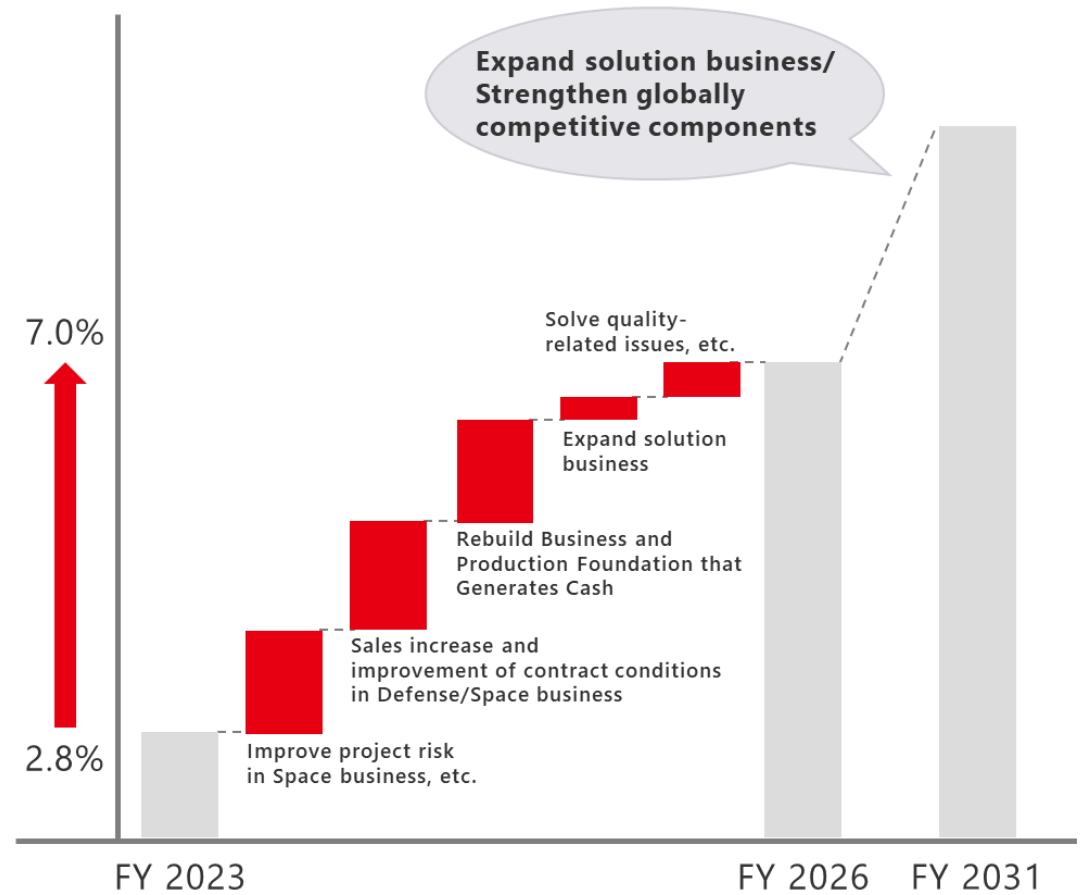 Expand solution business/
Strengthen globally
competitive components
7.0%
Solve quality-
related issues, etc.
Expand solution
business
Rebuild Business and
Production Foundation that
Generates Cash
Sales increase and
improvement of contract conditions
in Defense/Space business
2.8%
Improve project risk
in Space business, etc.
FY 2023
FY 2026
FY 2031